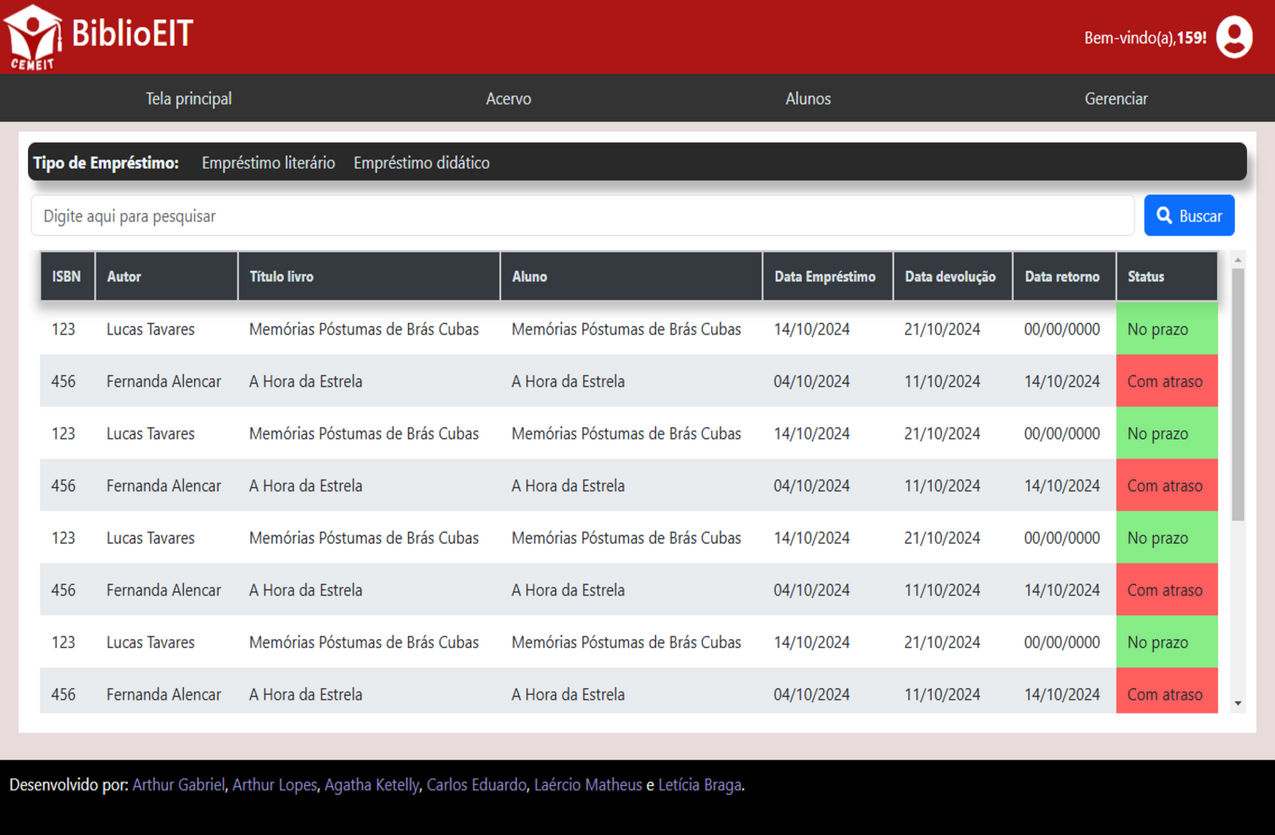 BiblioEIT
CEMEIT
Bem-vindo(a),159!
Tela principal Acervo Alunos Gerenciar
Tipo de Empréstimo: Empréstimo literário Empréstimo didático
Digite aqui para pesquisar Buscar
ISBN Autor Título livro Aluno Data Empréstimo Data devolução Data retorno Status
123 Lucas Tavares Memórias Póstumas de Brás Cubas Memórias Póstumas de Brás Cubas 14/10/2024 21/10/2024 00/00/0000 No prazo
456 Fernanda Alencar A Hora da Estrela A Hora da Estrela 04/10/2024 11/10/2024 14/10/2024 Com atraso
123 Lucas Tavares Memórias Póstumas de Brás Cubas Memórias Póstumas de Brás Cubas 14/10/2024 21/10/2024 00/00/0000 No prazo
456 Fernanda Alencar A Hora da Estrela A Hora da Estrela 04/10/2024 11/10/2024 14/10/2024 Com atraso
123 Lucas Tavares Memórias Póstumas de Brás Cubas Memórias Póstumas de Brás Cubas 14/10/2024 21/10/2024 00/00/0000 No prazo
456 Fernanda Alencar A Hora da Estrela A Hora da Estrela 04/10/2024 11/10/2024 14/10/2024 Com atraso
123 Lucas Tavares Memórias Póstumas de Brás Cubas Memórias Póstumas de Brás Cubas 14/10/2024 21/10/2024 00/00/0000 No prazo
456 Fernanda Alencar A Hora da Estrela A Hora da Estrela 04/10/2024 11/10/2024 14/10/2024 Com atraso
Desenvolvido por: Arthur Gabriel, Arthur Lopes, Agatha Ketelly, Carlos Eduardo, Laércio Matheus e Letícia Braga.